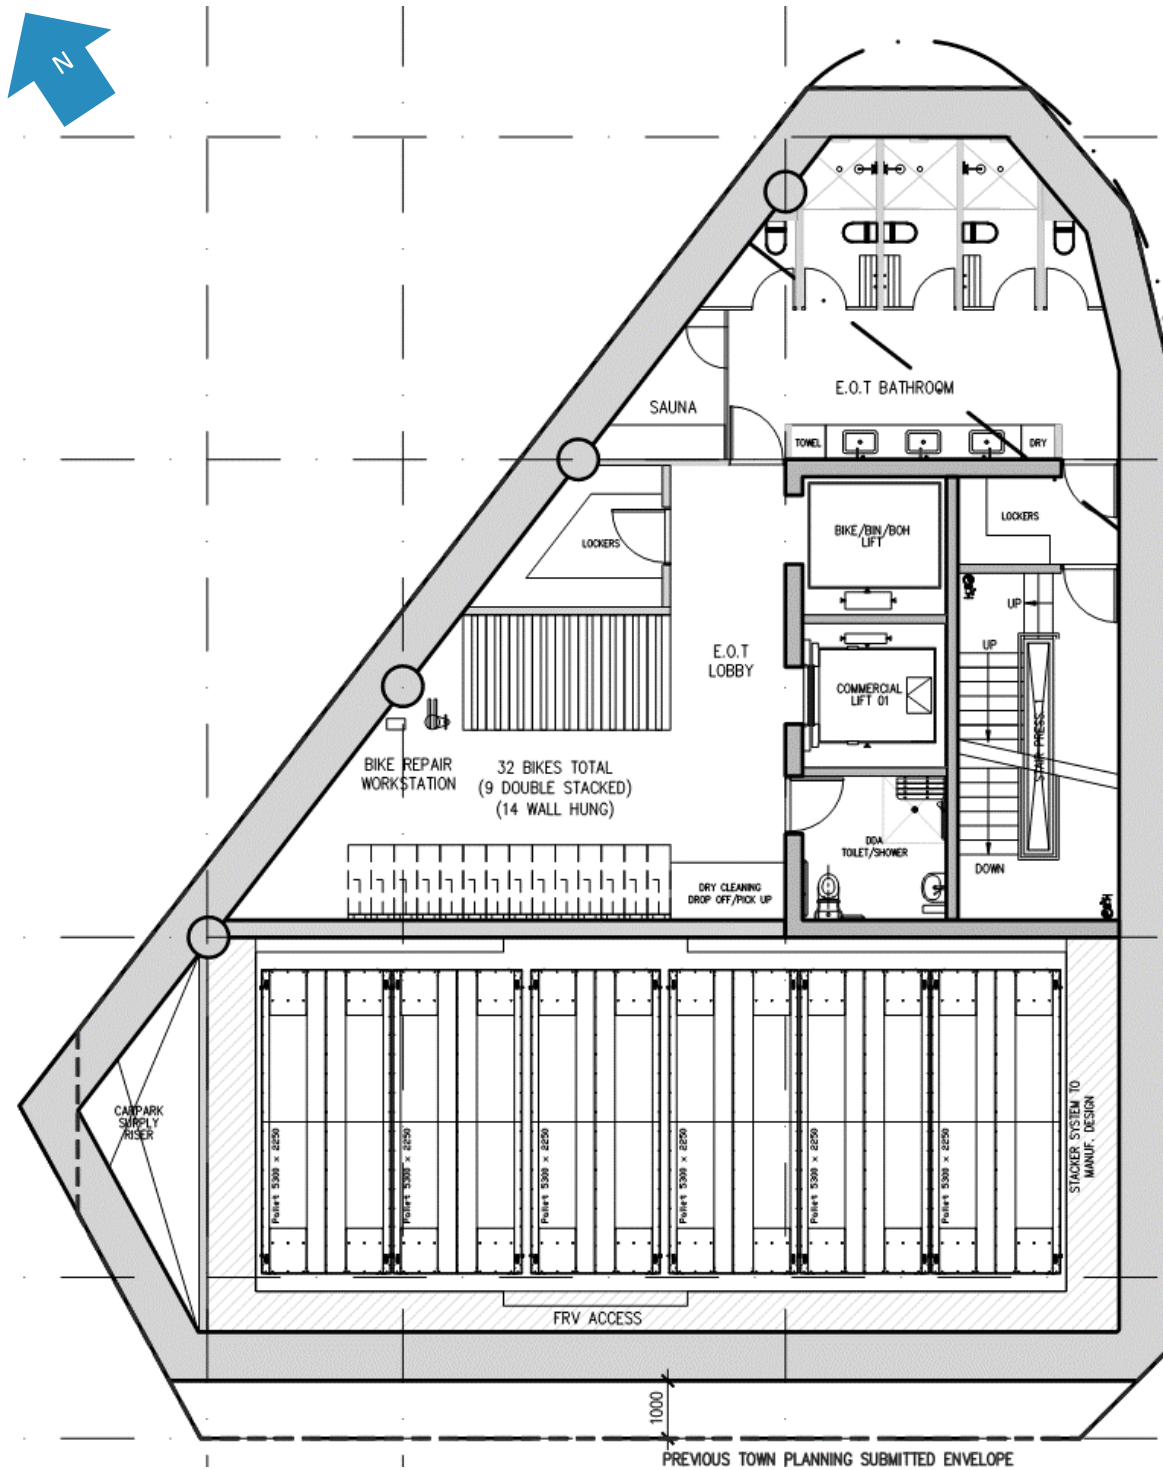 N
E.O.T BATHROOM
SAUNA
TOWEL
DRY
LOCKERS
BIKE/BIN/BOH
LIFT
LOCKERS
UP
UP
E.O.T
LOBBY
COMMERCIAL
LIFT 01
STAIR PRESS.
BIKE REPAIR
WORKSTATION
32 BIKES TOTAL
(9 DOUBLE STACKED)
(14 WALL HUNG)
DDA
TOILET/SHOWER
DOWN
DRY CLEANING
DROP OFF/PICK UP
CARPARK
SUPPLY
RISER
Pallet 5300 x 2250
Pallet 5300 x 2250
Pallet 5300 x 2250
Pallet 5300 x 2250
Pallet 5300 x 2250
Pallet 5300 x 2250
STACKER SYSTEM TO
MANUF. DESIGN
FRV ACCESS
1000
PREVIOUS TOWN PLANNING SUBMITTED ENVELOPE